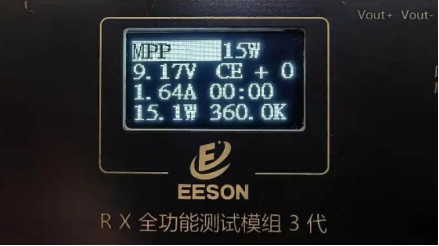 Vout+ Vout-
MPP 15W
9.17V CE + 0
1.64A 00:00
15.1W 360.0K
EESON
RX 全功能测试模组 3 代